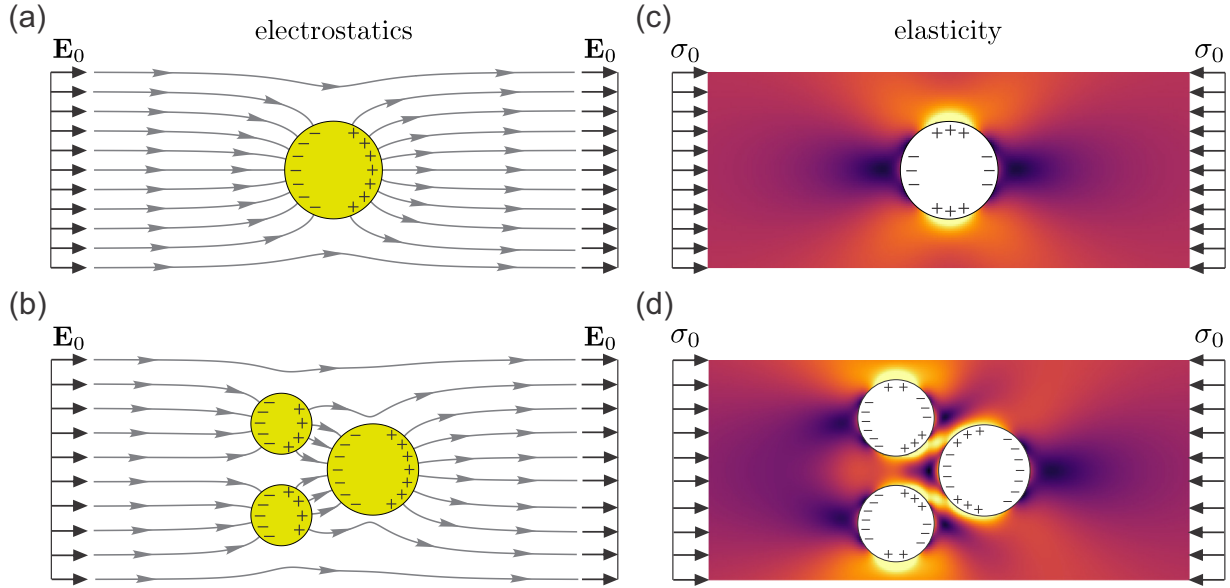 (a)
electrostatics
E₀ E₀
(c)
elasticity
σ₀ σ₀
(b)
E₀ E₀
(d)
σ₀ σ₀